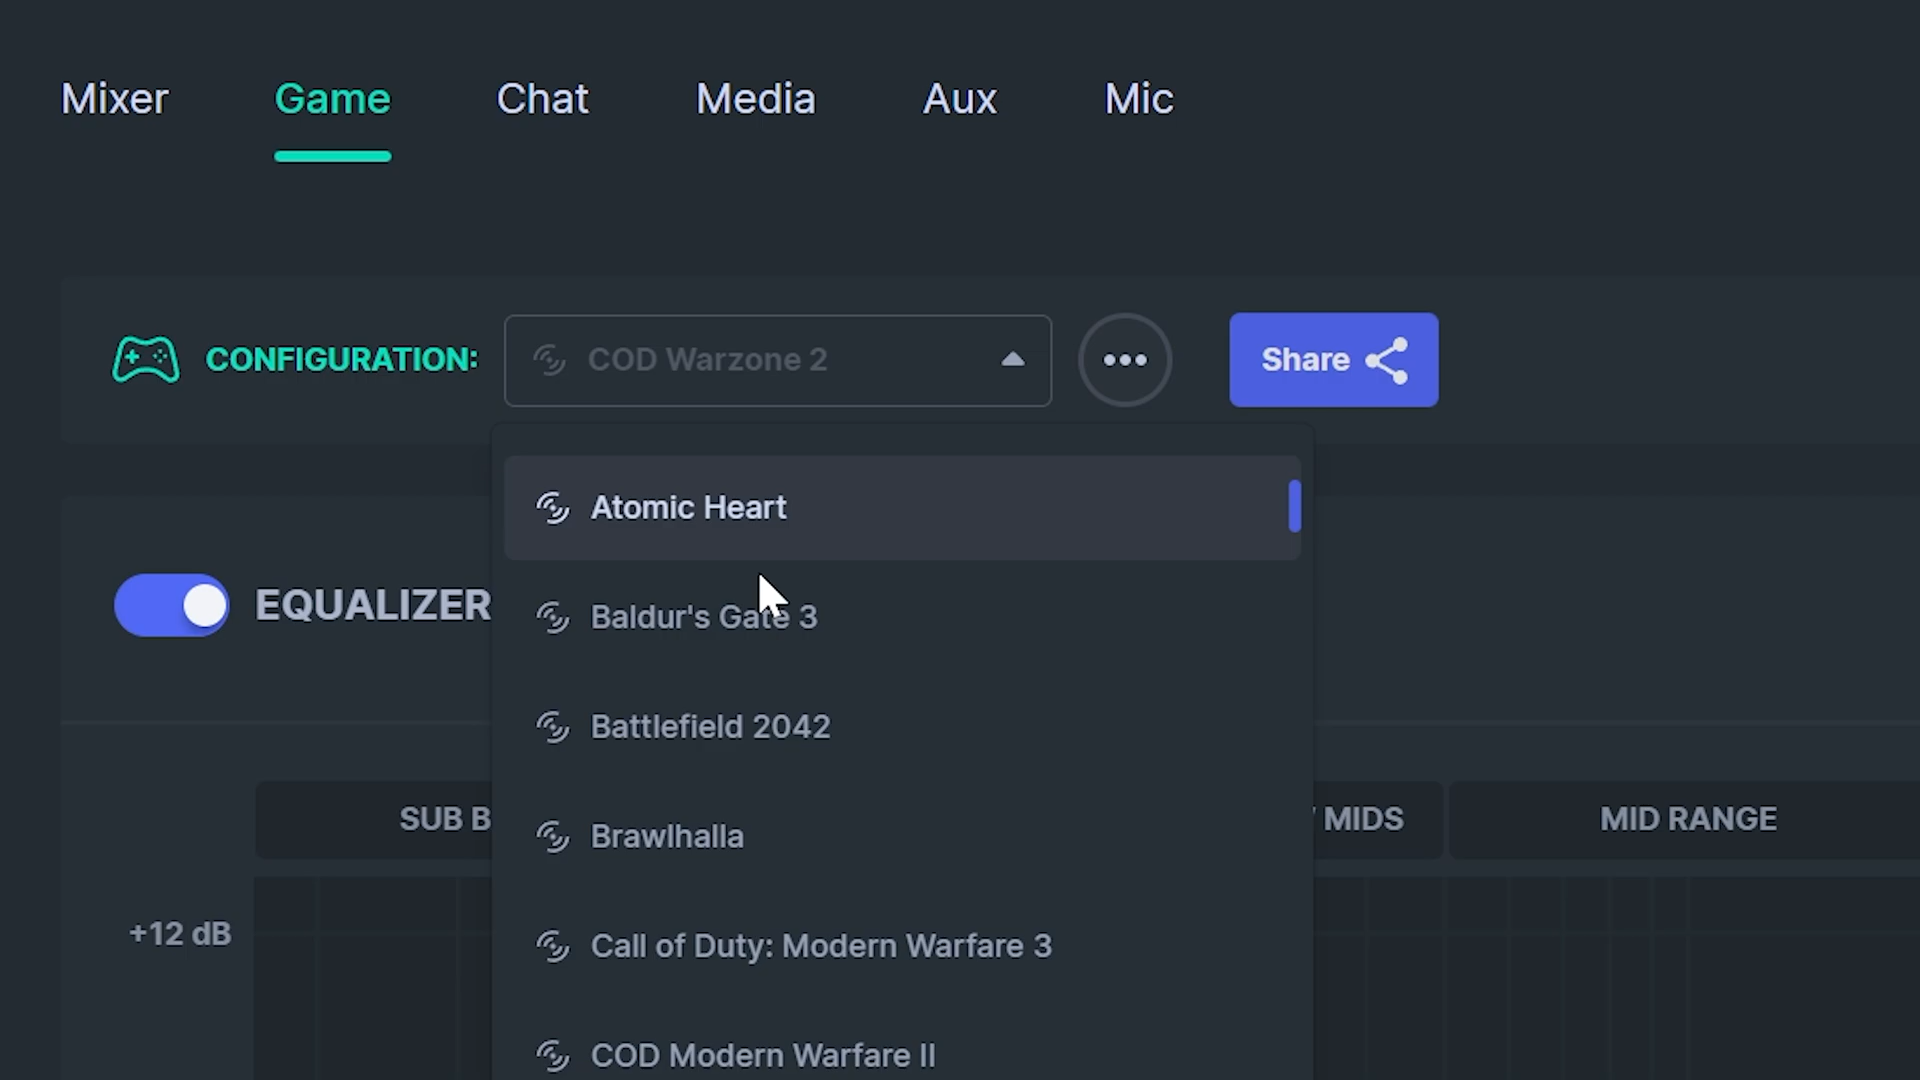 Mixer Game Chat Media Aux Mic
CONFIGURATION: COD Warzone 2 Share
Atomic Heart
EQUALIZER
Baldur's Gate 3
Battlefield 2042
SUB B MIDS MID RANGE
Brawlhalla
+12 dB
Call of Duty: Modern Warfare 3
COD Modern Warfare II